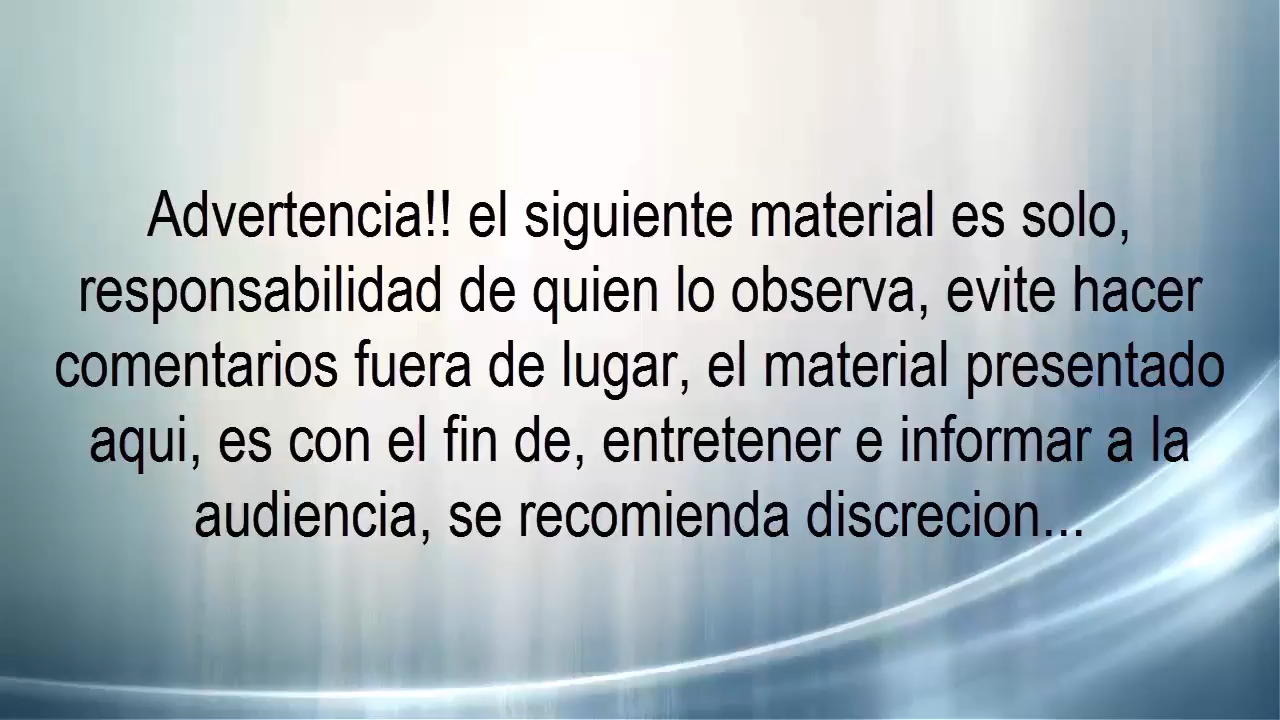 Advertencia!! el siguiente material es solo,
responsabilidad de quien lo observa, evite hacer
comentarios fuera de lugar, el material presentado
aqui, es con el fin de, entretener e informar a la
audiencia, se recomienda discrecion...